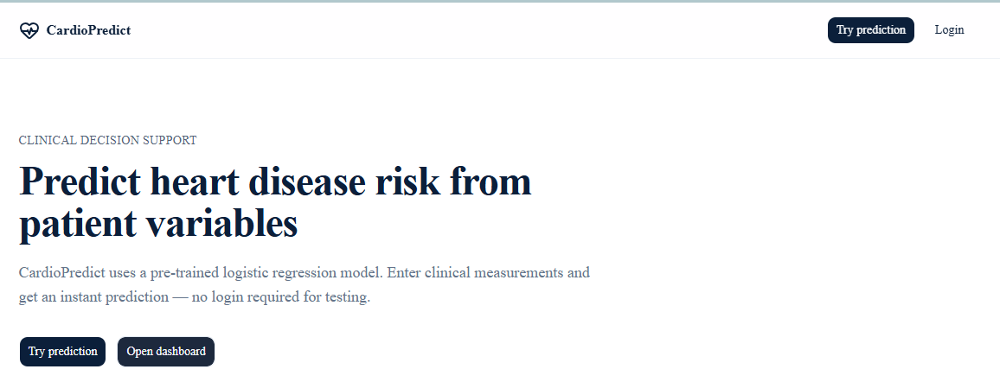 CardioPredict
Try prediction
Login
CLINICAL DECISION SUPPORT
Predict heart disease risk from
patient variables
CardioPredict uses a pre-trained logistic regression model. Enter clinical measurements and
get an instant prediction — no login required for testing.
Try prediction
Open dashboard